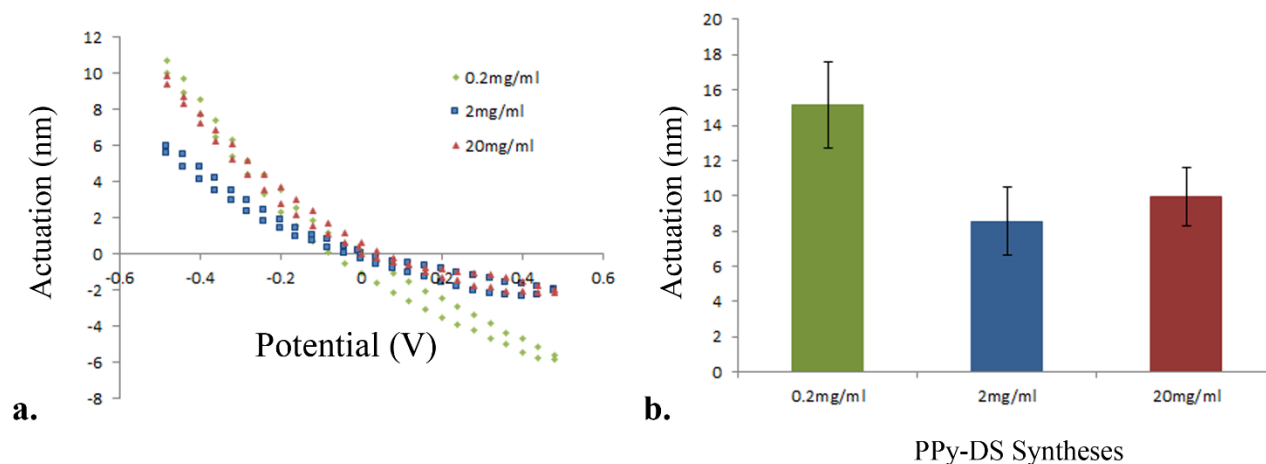 12
10
8
6
4
2
0
-2
-4
-6
-8
-0.6 -0.4 -0.2 0 0.2 0.4 0.6
Actuation (nm)
Potential (V)
0.2mg/ml
2mg/ml
20mg/ml
a.
20
18
16
14
12
10
8
6
4
2
0
Actuation (nm)
0.2mg/ml 2mg/ml 20mg/ml
PPy-DS Syntheses
b.